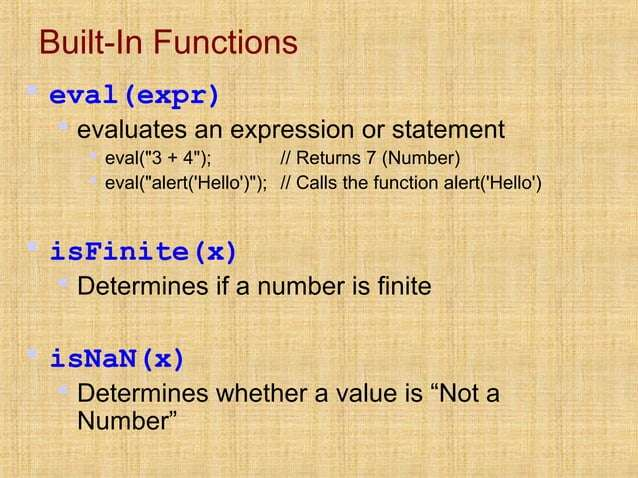 Built-In Functions
eval(expr)
evaluates an expression or statement
eval("3 + 4"); // Returns 7 (Number)
eval("alert('Hello')"); // Calls the function alert('Hello')
isFinite(x)
Determines if a number is finite
isNaN(x)
Determines whether a value is “Not a
Number”